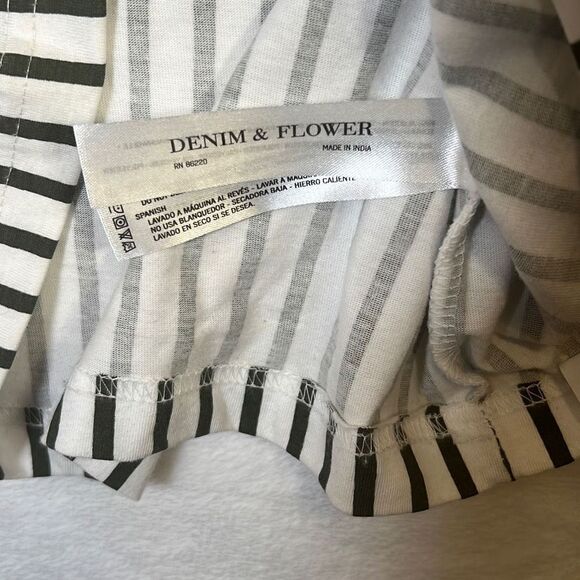 DENIM & FLOWER
RN 86220
MADE IN INDIA
SPANISH
LAVADO A MÁQUINA AL REVÉS - LAVAR A MAQUINA
NO USA BLANQUEDOR - SECADORA BAJA - HIERRO CALIENTE
LAVADO EN SECO SI SE DESEA.